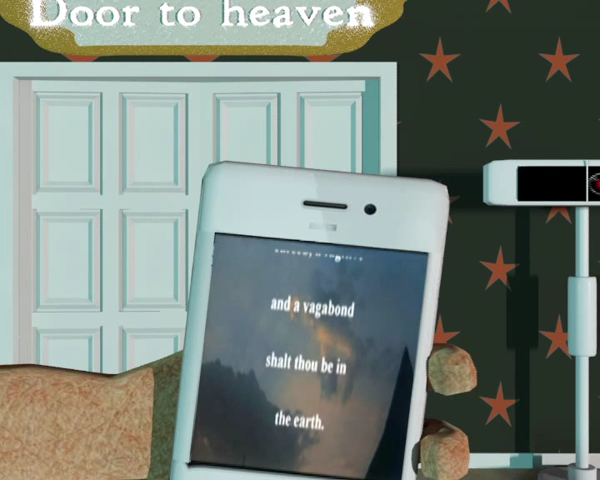 Door to heaven
and a vagabond
shalt thou be in
the earth.